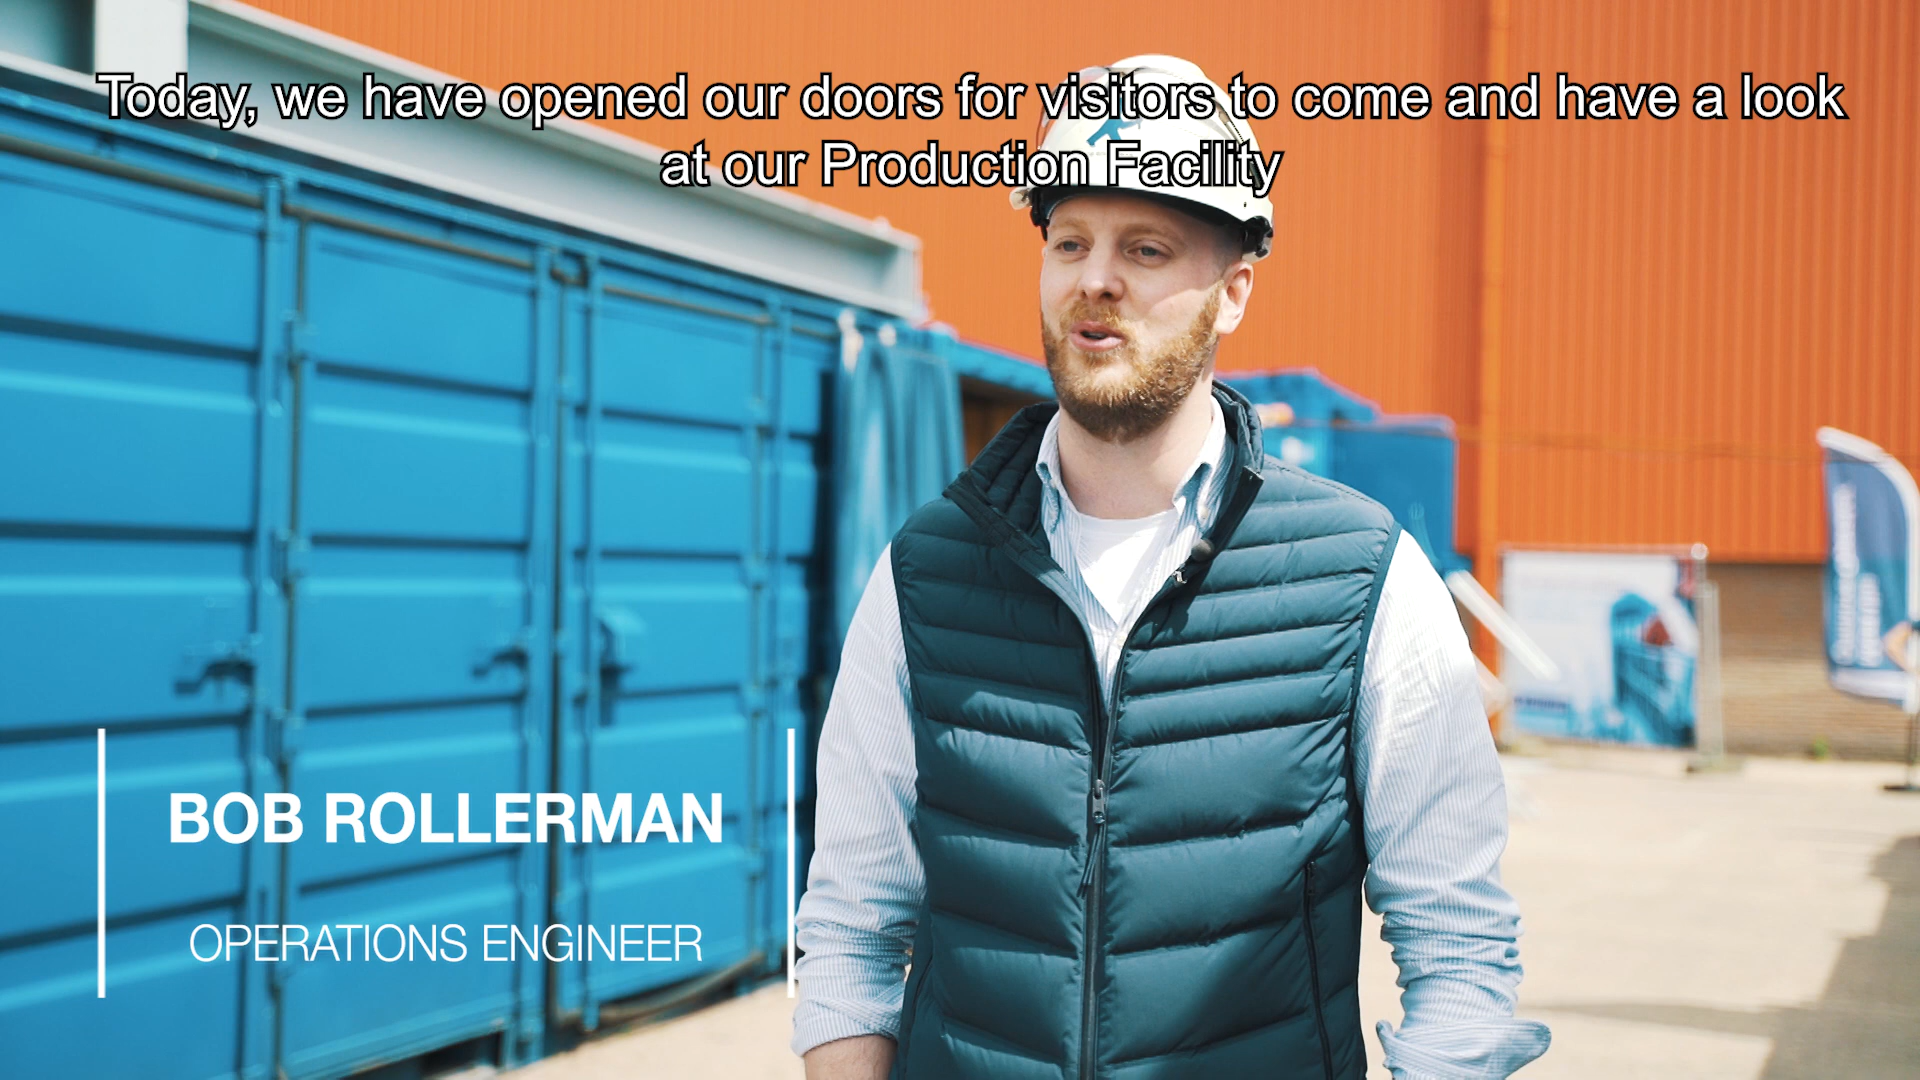 Today, we have opened our doors for visitors to come and have a look
at our Production Facility
BOB ROLLERMAN
OPERATIONS ENGINEER